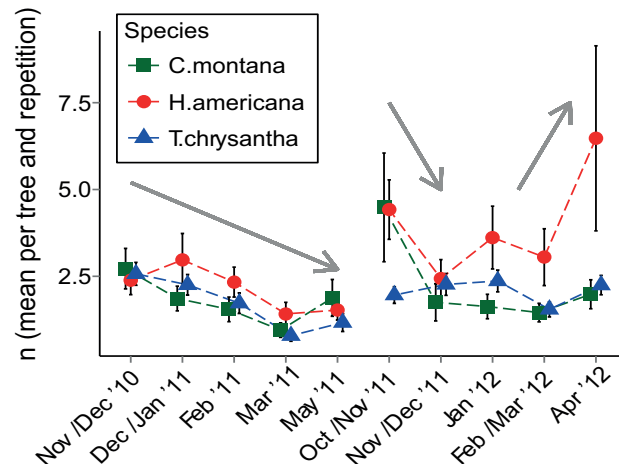 Species
C.montana
H.americana
T.chrysantha
n (mean per tree and repetition)
7.5
5.0
2.5
Nov /Dec '10
Dec /Jan '11
Feb '11
Mar '11
May '11
Oct /Nov '11
Nov /Dec '11
Jan '12
Feb /Mar '12
Apr '12